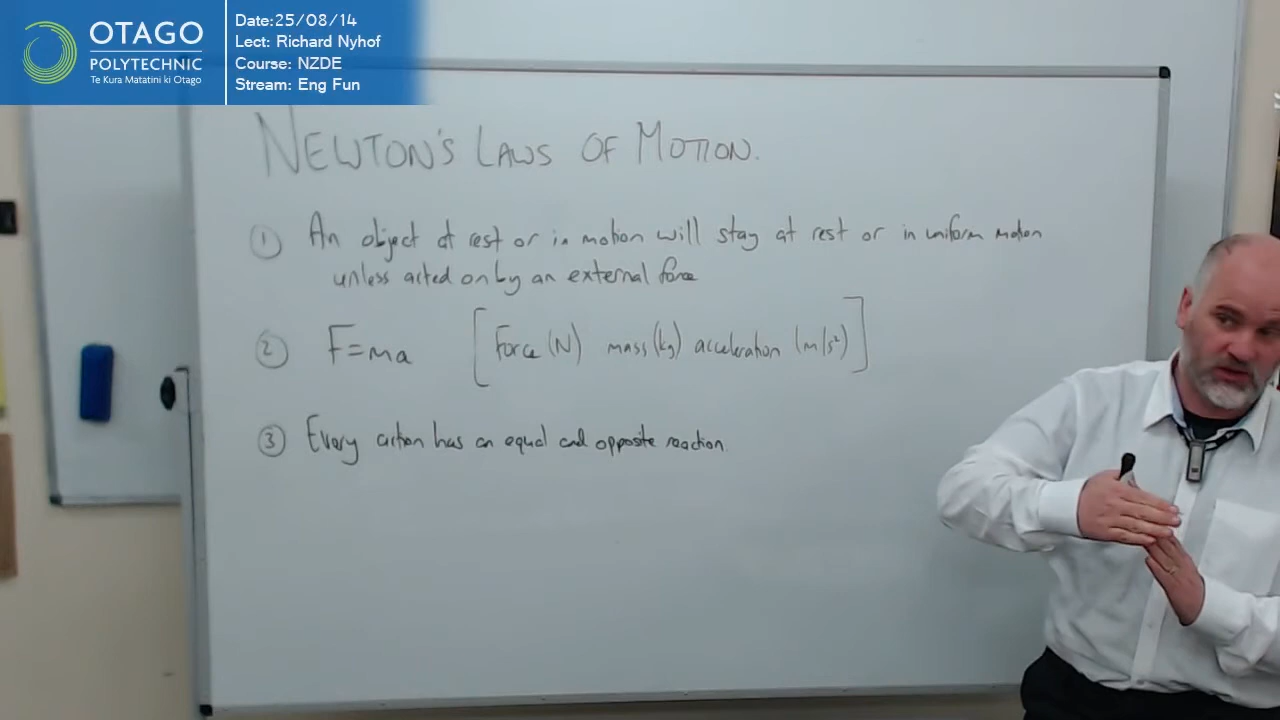 OTAGO
POLYTECHNIC
Te Kura Matatini ki Otago
Date:25/08/14
Lect: Richard Nyhof
Course: NZDE
Stream: Eng Fun
NEWTON'S LAWS OF MOTION.
① An object at rest or in motion will stay at rest or in uniform motion
unless acted on by an external force
② F=ma [Force (N) mass (kg) acceleration (m/s²)]
③ Every action has an equal and opposite reaction.